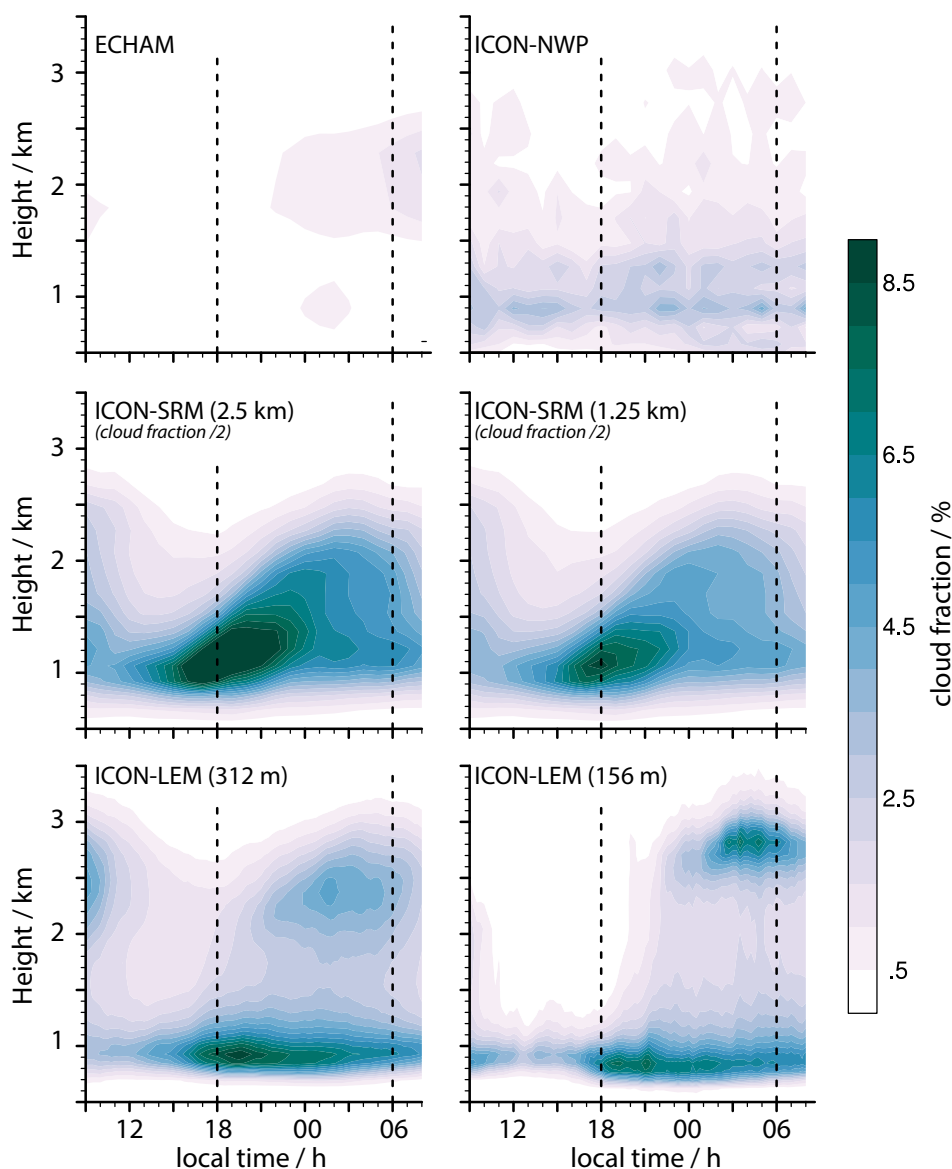 ECHAM
ICON-NWP
3
2
1
Height / km
ICON-SRM (2.5 km)
(cloud fraction /2)
ICON-SRM (1.25 km)
(cloud fraction /2)
3
2
1
Height / km
ICON-LEM (312 m)
ICON-LEM (156 m)
3
2
1
Height / km
12 18 00 06
local time / h
12 18 00 06
local time / h
8.5
6.5
4.5
2.5
.5
cloud fraction / %